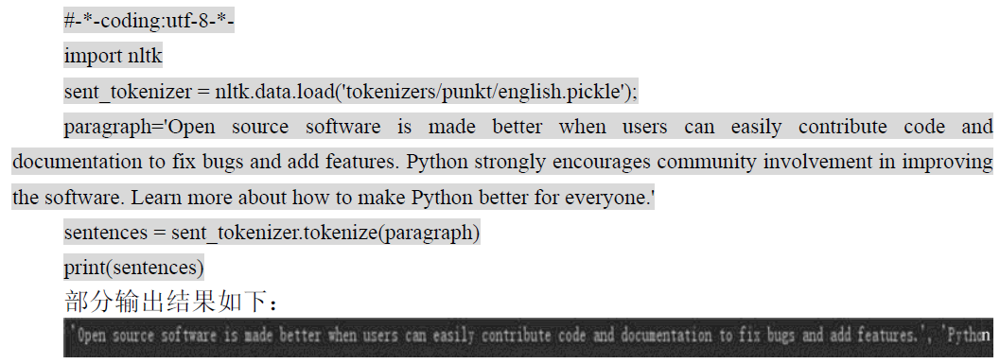 #-*-coding:utf-8-*-
import nltk
sent_tokenizer = nltk.data.load('tokenizers/punkt/english.pickle');
paragraph='Open source software is made better when users can easily contribute code and
documentation to fix bugs and add features. Python strongly encourages community involvement in improving
the software. Learn more about how to make Python better for everyone.'
sentences = sent_tokenizer.tokenize(paragraph)
print(sentences)
部分输出结果如下：
'Open source software is made better when users can easily contribute code and documentation to fix bugs and add features.', 'Python